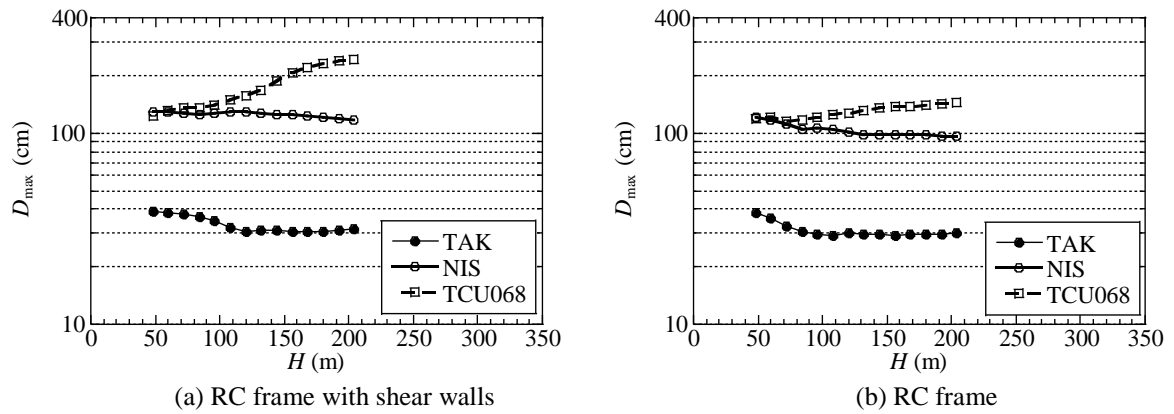 400
100
10
D_max (cm)
0 50 100 150 200 250 300 350
H (m)
TAK
NIS
TCU068
(a) RC frame with shear walls
400
100
10
D_max (cm)
0 50 100 150 200 250 300 350
H (m)
TAK
NIS
TCU068
(b) RC frame